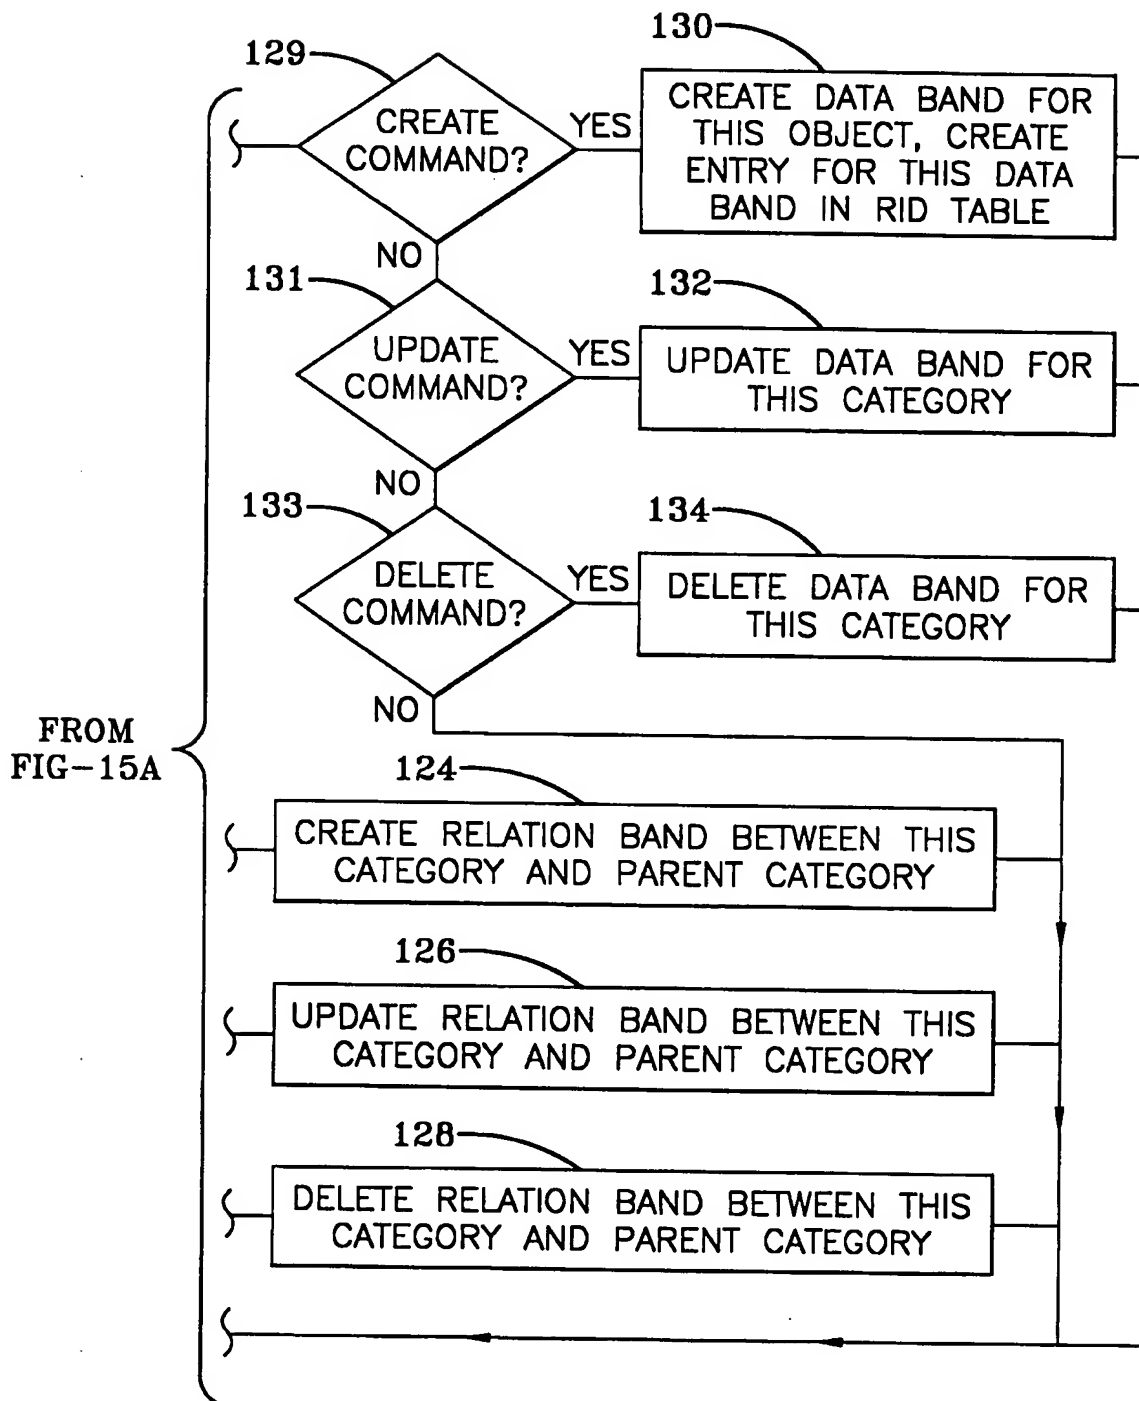 129
130
CREATE
COMMAND?
YES
CREATE DATA BAND FOR
THIS OBJECT, CREATE
ENTRY FOR THIS DATA
BAND IN RID TABLE
NO
131
132
UPDATE
COMMAND?
YES
UPDATE DATA BAND FOR
THIS CATEGORY
NO
133
134
DELETE
COMMAND?
YES
DELETE DATA BAND FOR
THIS CATEGORY
NO
FROM
FIG-15A
124
CREATE RELATION BAND BETWEEN THIS
CATEGORY AND PARENT CATEGORY
126
UPDATE RELATION BAND BETWEEN THIS
CATEGORY AND PARENT CATEGORY
128
DELETE RELATION BAND BETWEEN THIS
CATEGORY AND PARENT CATEGORY